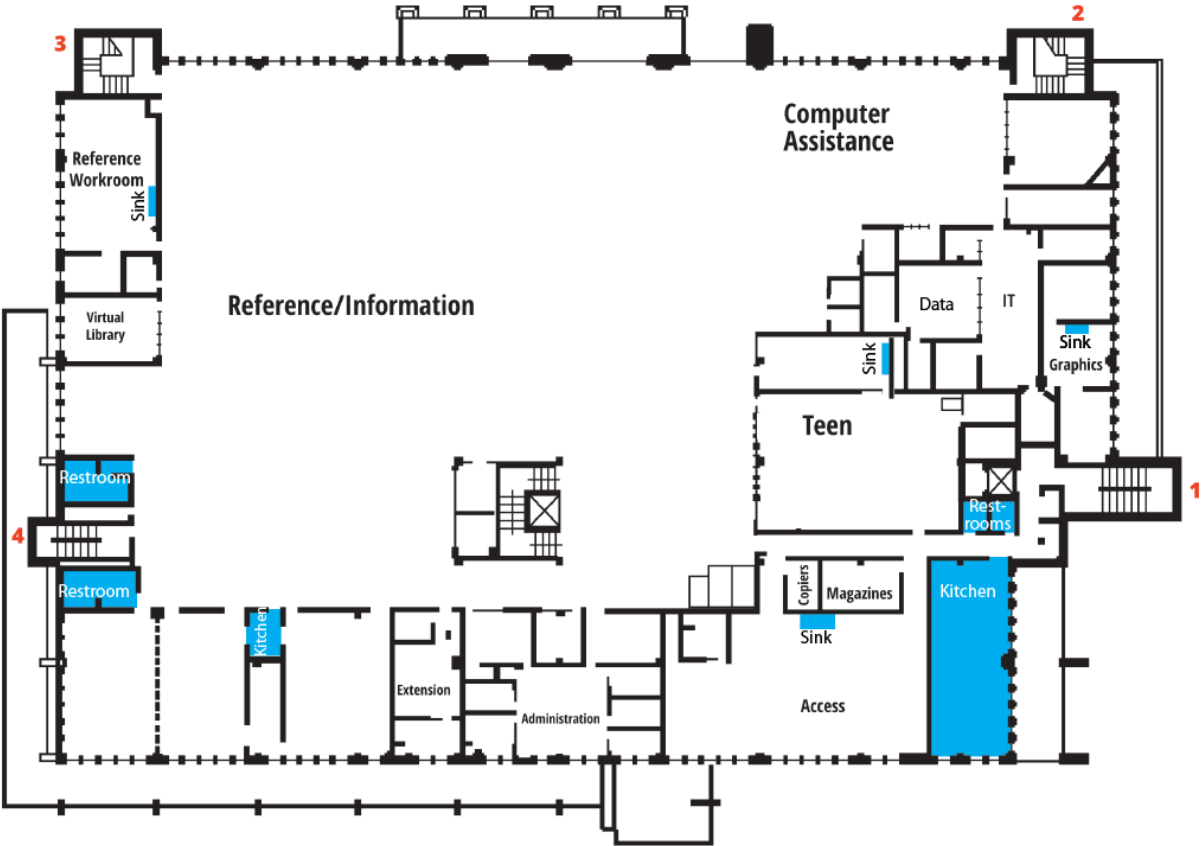 2
3
Computer
Assistance
Reference
Workroom
Sink
Reference/Information
Data
IT
Virtual
Library
Sink
Sink
Graphics
Teen
Restroom
1
Rest-
rooms
4
Restroom
Copiers
Magazines
Kitchen
Kitchen
Sink
Extension
Access
Administration